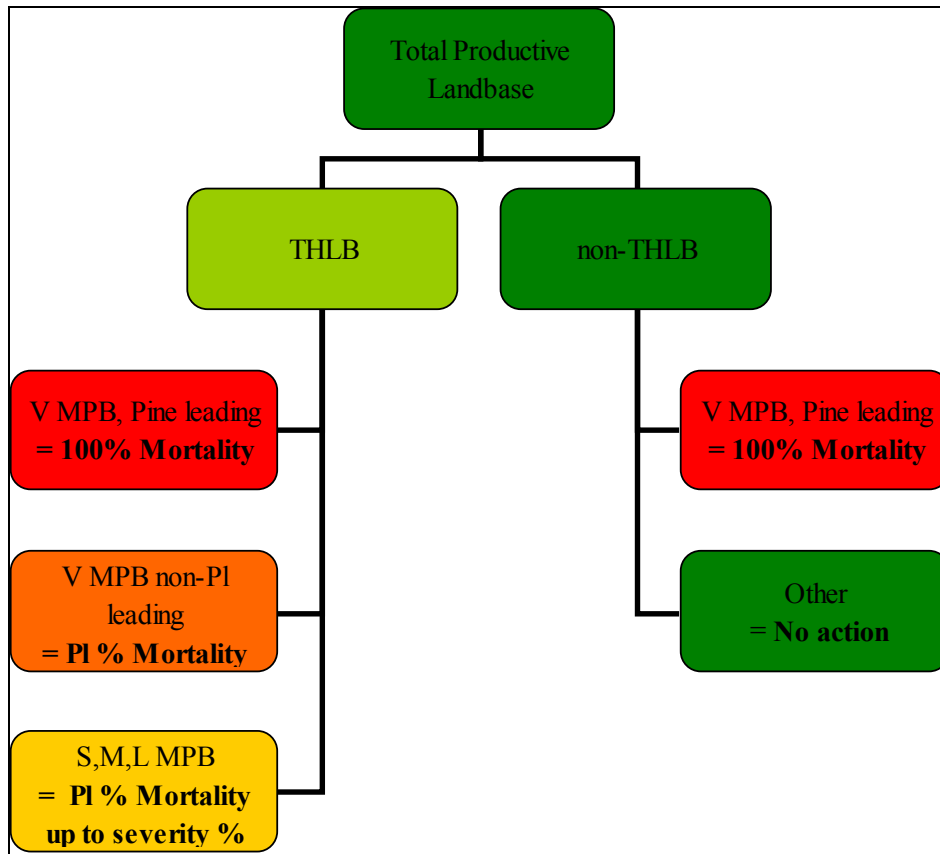 Total Productive
Landbase
THLB
non-THLB
V MPB, Pine leading
= 100% Mortality
V MPB, Pine leading
= 100% Mortality
V MPB non-Pl
leading
= Pl % Mortality
Other
= No action
S,M,L MPB
= Pl % Mortality
up to severity %